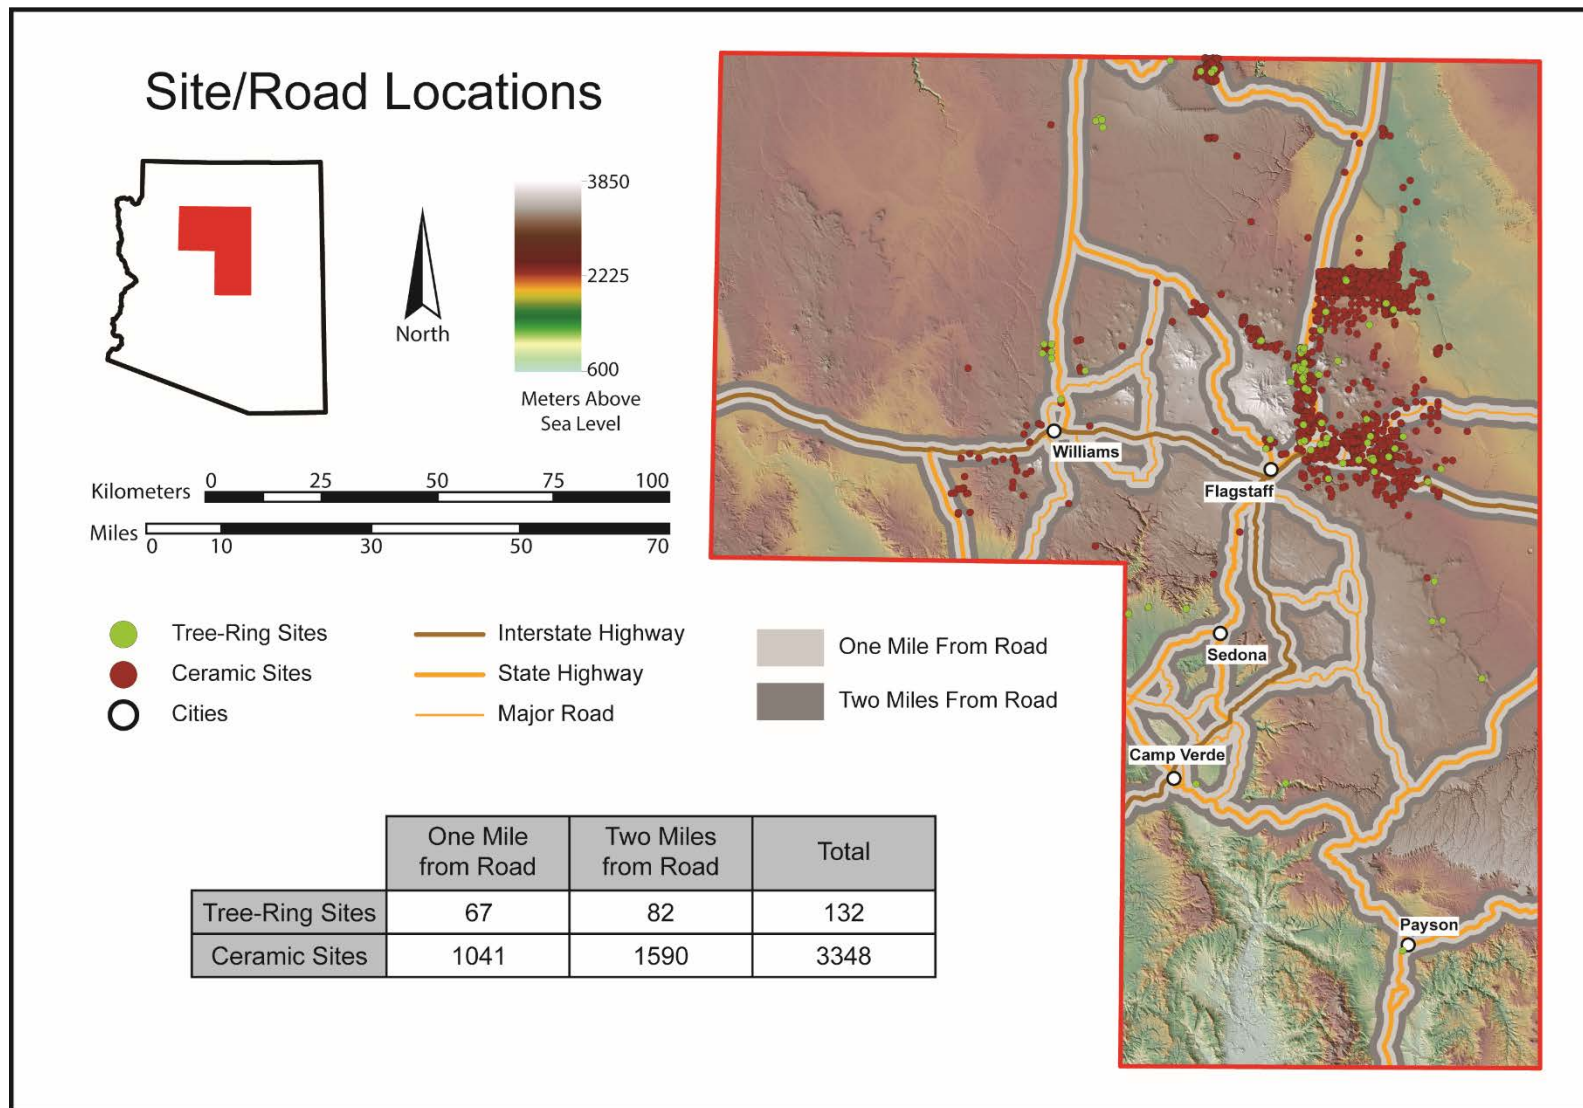 Site/Road Locations
3850
2225
600
Meters Above
Sea Level
North
Kilometers
0 25 50 75 100
Miles
0 10 30 50 70
Tree-Ring Sites
Ceramic Sites
Cities
Interstate Highway
State Highway
Major Road
One Mile From Road
Two Miles From Road
One Mile from Road Two Miles from Road Total
Tree-Ring Sites 67 82 132
Ceramic Sites 1041 1590 3348
Williams
Flagstaff
Sedona
Camp Verde
Payson